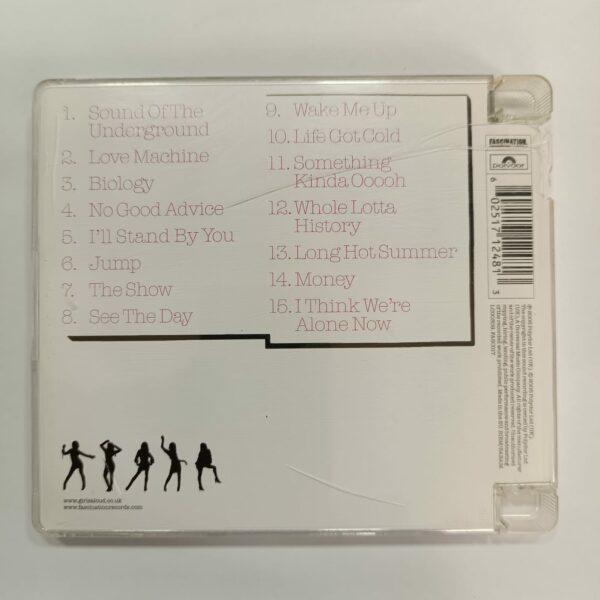 1. Sound Of The
Underground
2. Love Machine
3. Biology
4. No Good Advice
5. I'll Stand By You
6. Jump
7. The Show
8. See The Day
9. Wake Me Up
10. Life Got Cold
11. Something
Kinda Ooooh
12. Whole Lotta
History
13. Long Hot Summer
14. Money
15. I Think We're
Alone Now
www.girlsaloud.co.uk
www.fascinationrecords.com
FASCINATION
polydor
6 02517 12481 3